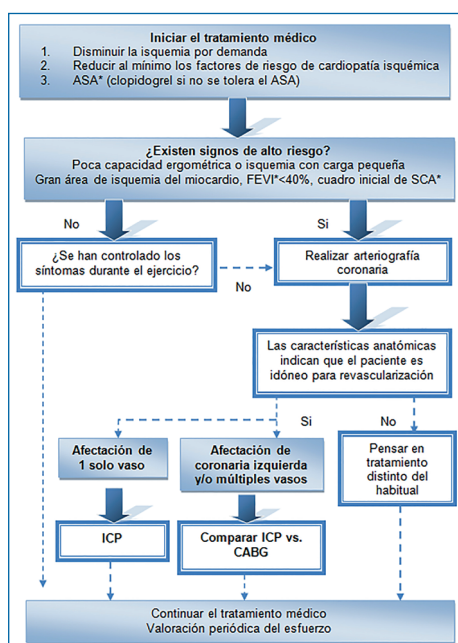 Iniciar el tratamiento médico
1. Disminuir la isquemia por demanda
2. Reducir al mínimo los factores de riesgo de cardiopatía isquémica
3. ASA* (clopidogrel si no se tolera el ASA)
¿Existen signos de alto riesgo?
Poca capacidad ergométrica o isquemia con carga pequeña
Gran área de isquemia del miocardio, FEVI*<40%, cuadro inicial de SCA*
No
Si
¿Se han controlado los
síntomas durante el ejercicio?
No
Realizar arteriografía
coronaria
Las características anatómicas
indican que el paciente es
idóneo para revascularización
Si
No
Afectación de
1 solo vaso
Afectación de
coronaria izquierda
y/o múltiples vasos
Pensar en
tratamiento
distinto del
habitual
ICP
Comparar ICP vs.
CABG
Continuar el tratamiento médico
Valoración periódica del esfuerzo